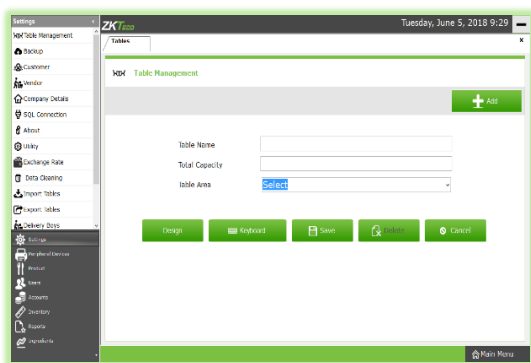 Settings
Table Management
Backup
Customer
Vendor
Company Details
SQL Connection
About
Utility
Exchange Rate
Data Cleaning
Import Tables
Export Tables
Delivery Boys
Settings
Peripheral Devices
Product
Users
Accounts
Inventory
Reports
Ingredients
ZKTeco
Tuesday, June 5, 2018 9:29
Tables
x
Table Management
Add
Table Name
Total Capacity
Table Area
Select
Design
Keyboard
Save
Delete
Cancel
Main Menu